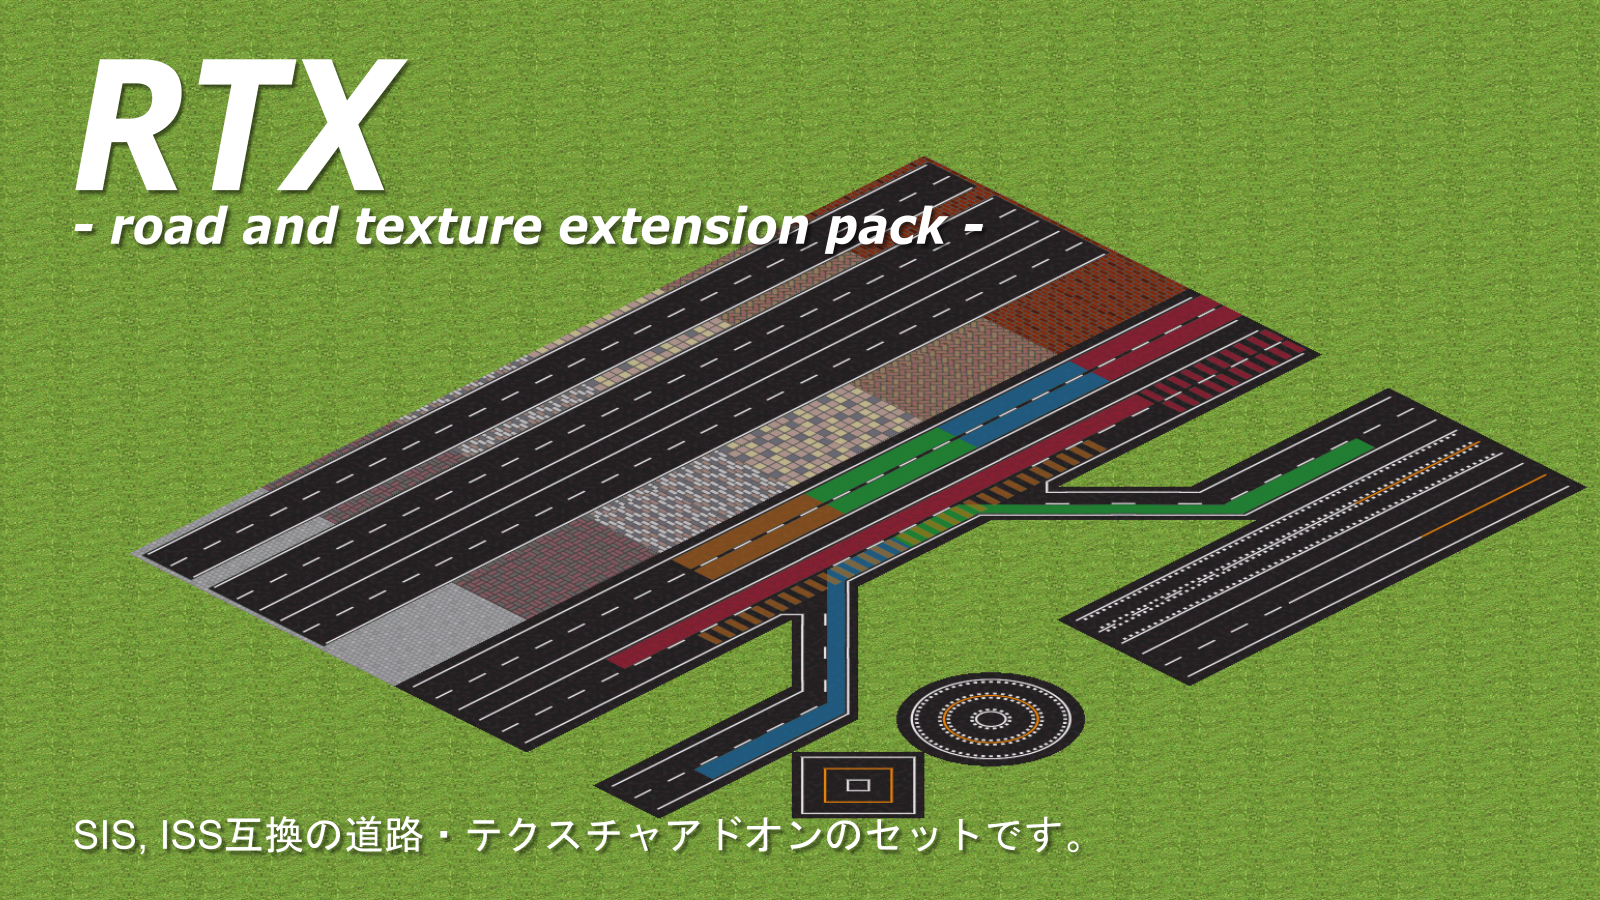 RTX
- road and texture extension pack -
SIS, ISS互換の道路・テクスチャアドオンのセットです。